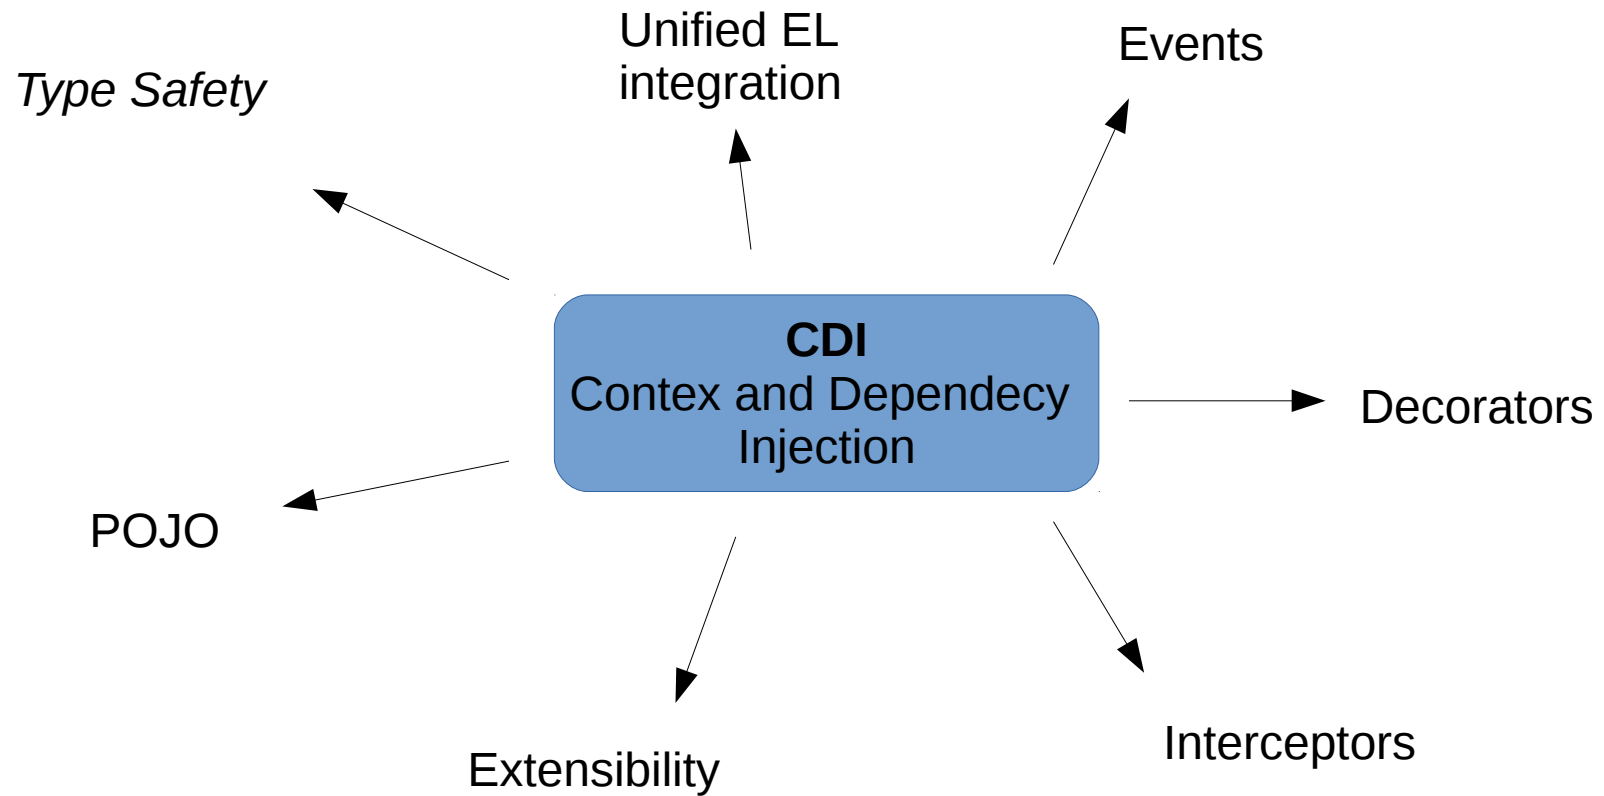 Unified EL
integration
Events
Type Safety
CDI
Contex and Dependecy
Injection
Decorators
POJO
Interceptors
Extensibility